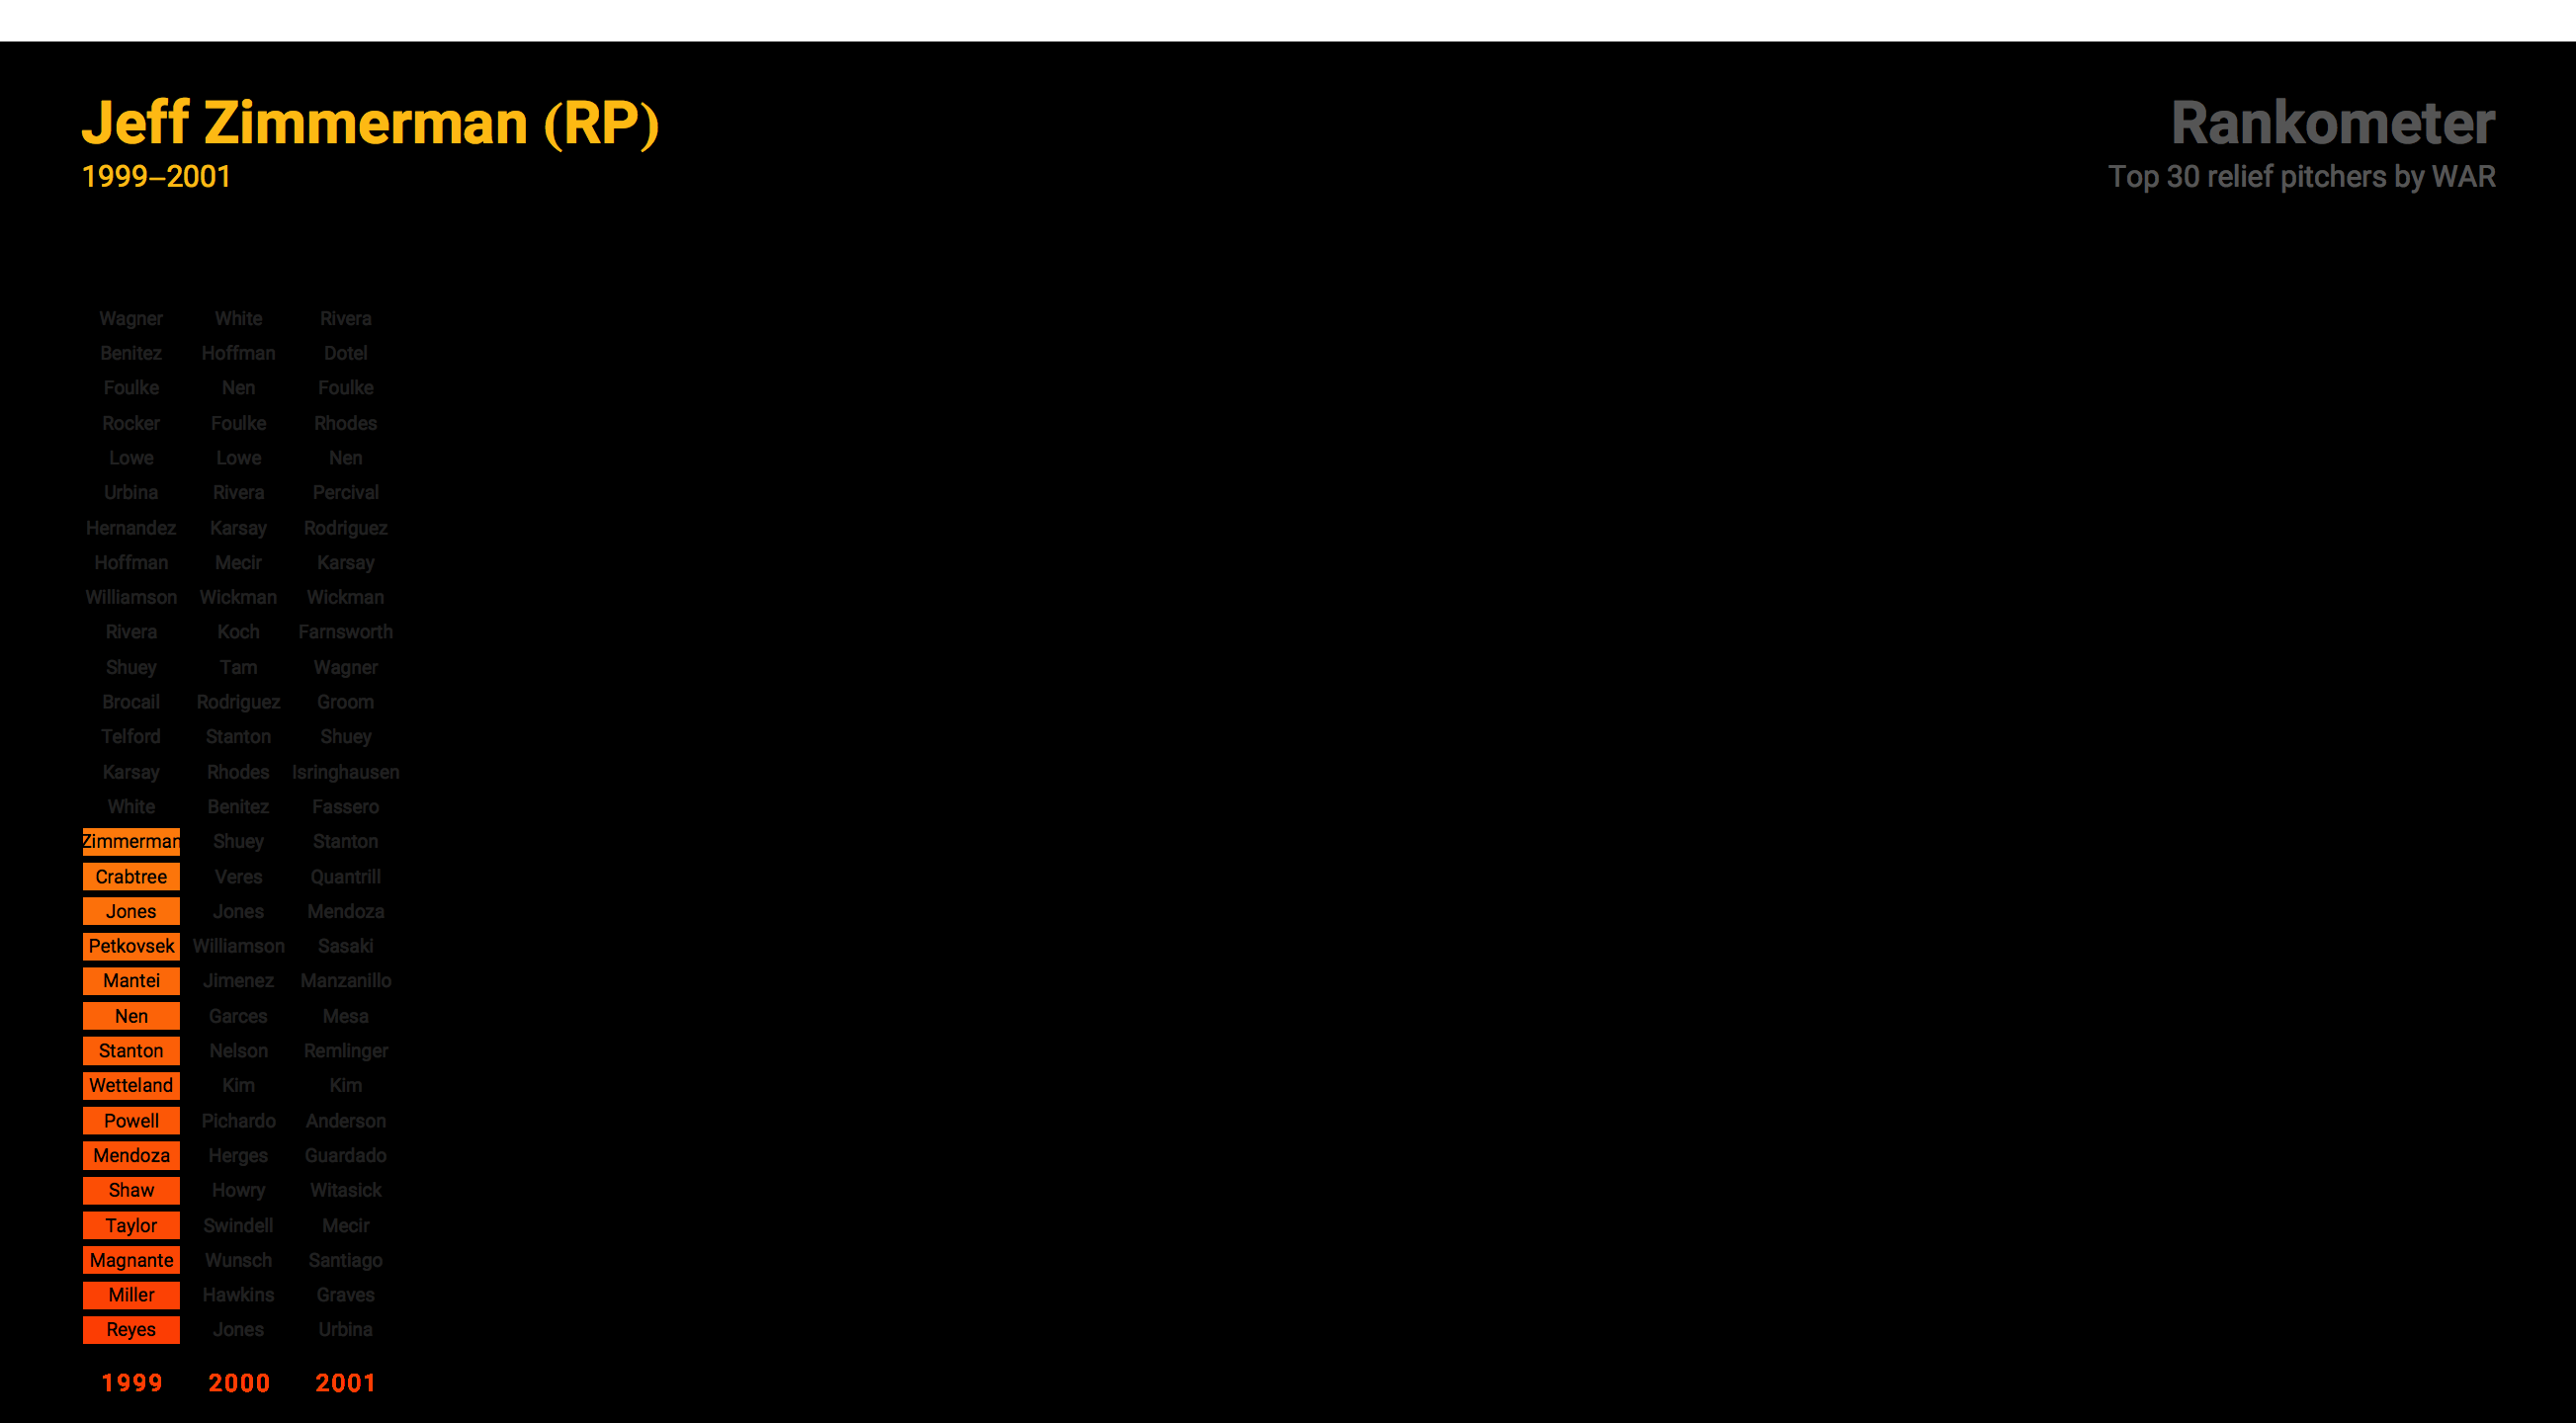 Jeff Zimmerman (RP)
1999–2001
Rankometer
Top 30 relief pitchers by WAR
Wagner White Rivera
Benitez Hoffman Dotel
Foulke Nen Foulke
Rocker Foulke Rhodes
Lowe Lowe Nen
Urbina Rivera Percival
Hernandez Karsay Rodriguez
Hoffman Mecir Karsay
Williamson Wickman Wickman
Rivera Koch Farnsworth
Shuey Tam Wagner
Brocail Rodriguez Groom
Telford Stanton Shuey
Karsay Rhodes Isringhausen
White Benitez Fassero
Zimmerman Shuey Stanton
Crabtree Veres Quantrill
Jones Jones Mendoza
Petkovsek Williamson Sasaki
Mantei Jimenez Manzanillo
Nen Garces Mesa
Stanton Nelson Remlinger
Wetteland Kim Kim
Powell Pichardo Anderson
Mendoza Herges Guardado
Shaw Howry Witasick
Taylor Swindell Mecir
Magnante Wunsch Santiago
Miller Hawkins Graves
Reyes Jones Urbina
1999 2000 2001